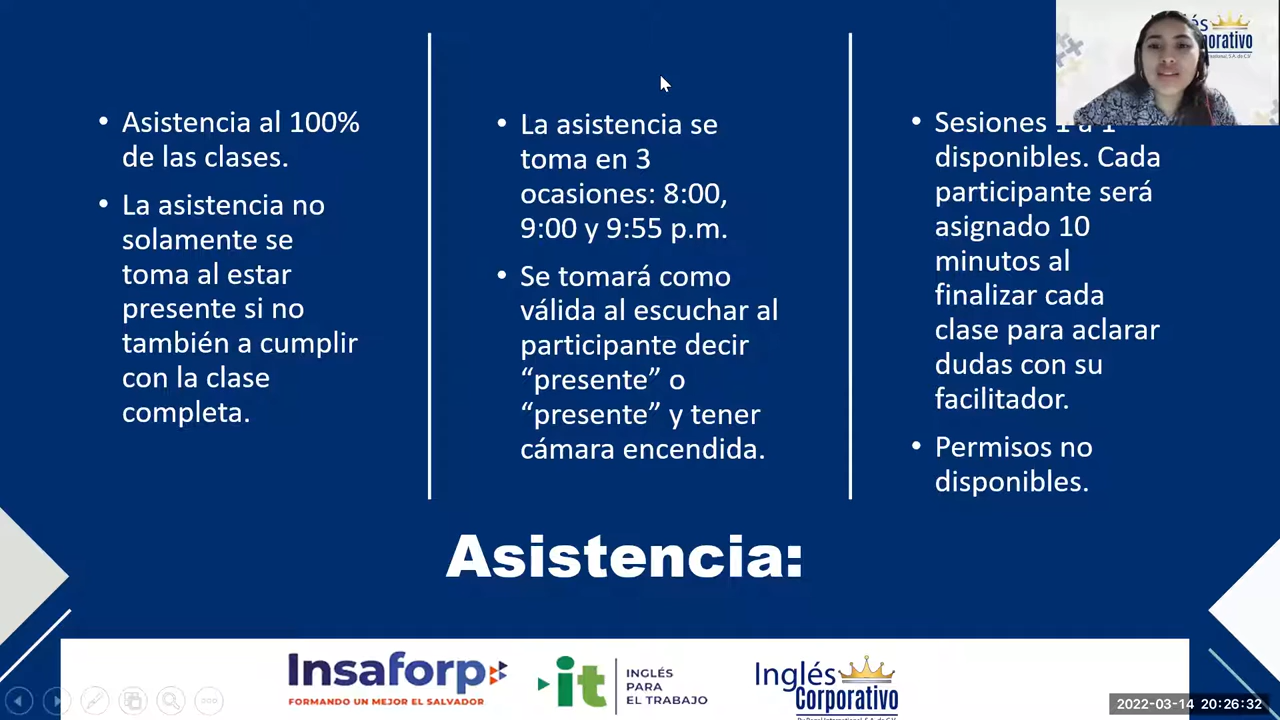 • Asistencia al 100%
de las clases.
• La asistencia no
solamente se
toma al estar
presente si no
también a cumplir
con la clase
completa.
• La asistencia se
toma en 3
ocasiones: 8:00,
9:00 y 9:55 p.m.
• Se tomará como
válida al escuchar al
participante decir
“presente” o
“presente” y tener
cámara encendida.
• Sesiones 1 a 1
disponibles. Cada
participante será
asignado 10
minutos al
finalizar cada
clase para aclarar
dudas con su
facilitador.
• Permisos no
disponibles.
Asistencia:
Insaforp
FORMANDO UN MEJOR EL SALVADOR
it
INGLÉS
PARA
EL TRABAJO
Inglés
Corporativo
2022-03-14 20:26:32